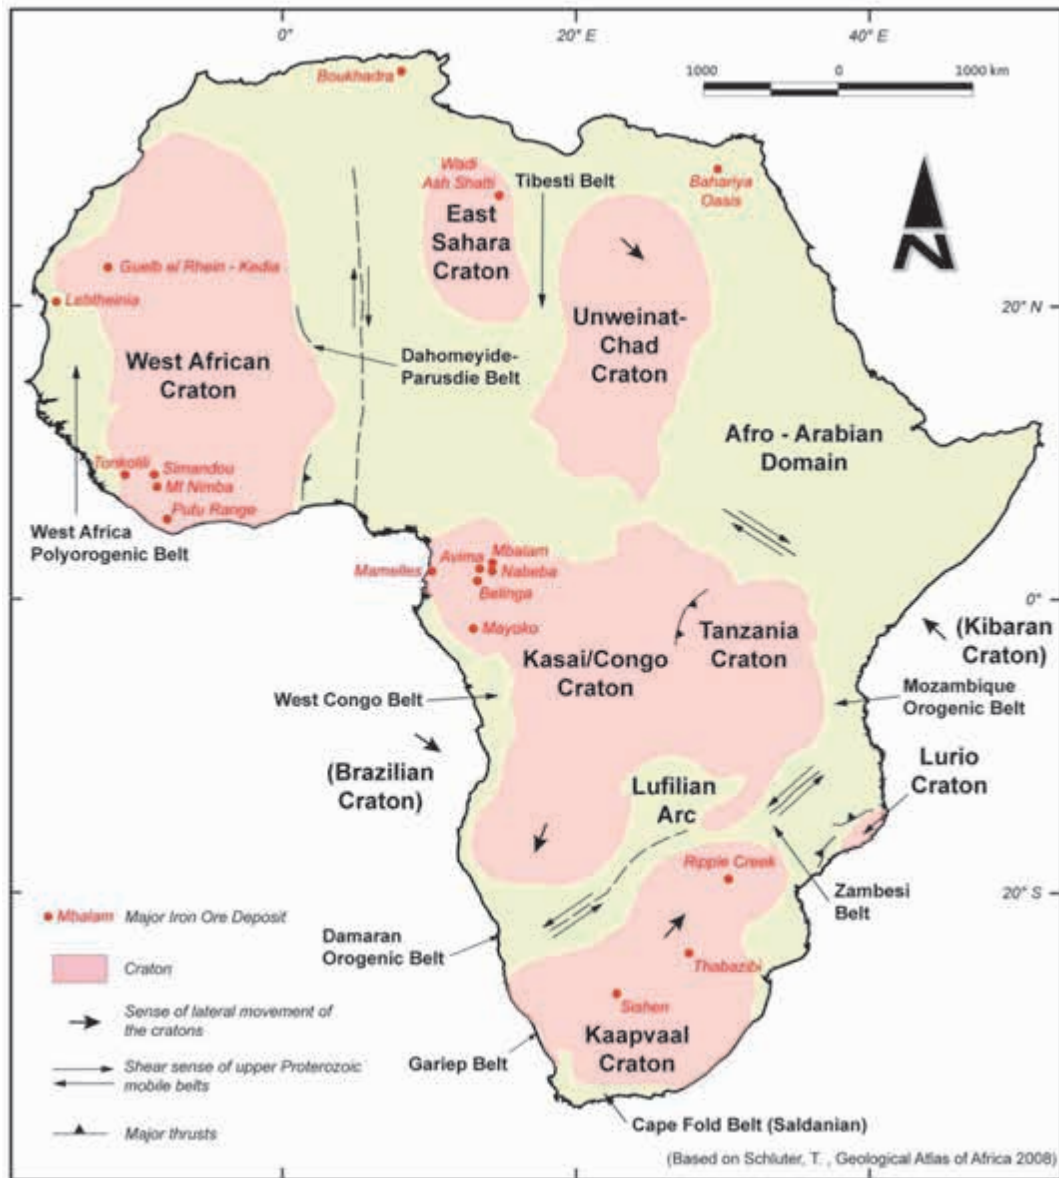 0°
20° E
40° E
1000
0
1000 km
Boukhadra
Wadi
Ash Shatti
Tibesti Belt
Bahariya
Oasis
East
Sahara
Craton
N
Guelb el Rhein - Kedia
Lebtheinia
20° N
Unweinat-
Chad
Craton
West African
Craton
Dahomeyide-
Parusdie Belt
Afro - Arabian
Domain
Tonkolili
Simandou
Mt Nimba
Putu Range
West Africa
Polyorogenic Belt
Mbalam
Avima
Nabeba
Mamelles
Belinga
0°
Mayoko
Tanzania
Craton
(Kibaran
Craton)
Kasai/Congo
Craton
West Congo Belt
Mozambique
Orogenic Belt
Lurio
Craton
(Brazilian
Craton)
Lufilian
Arc
Ripple Creek
Zambesi
Belt
20° S
Mbalam Major Iron Ore Deposit
Damaran
Orogenic Belt
Craton
Thabazibi
Sishen
Sense of lateral movement of
the cratons
Kaapvaal
Craton
Gariep Belt
Shear sense of upper Proterozoic
mobile belts
Cape Fold Belt (Saldanian)
Major thrusts
(Based on Schluter, T. , Geological Atlas of Africa 2008)